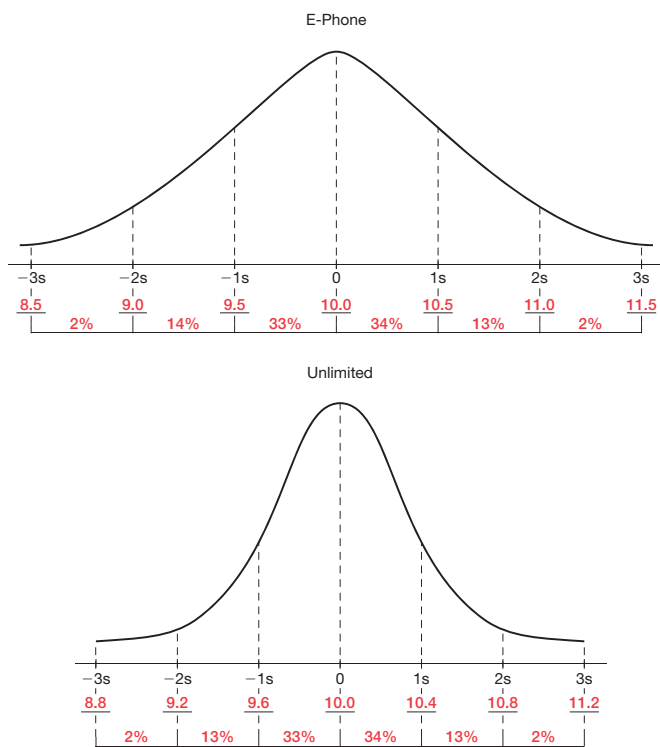 E-Phone
−3s −2s −1s 0 1s 2s 3s
8.5 9.0 9.5 10.0 10.5 11.0 11.5
2% 14% 33% 34% 13% 2%
Unlimited
−3s −2s −1s 0 1s 2s 3s
8.8 9.2 9.6 10.0 10.4 10.8 11.2
2% 13% 33% 34% 13% 2%